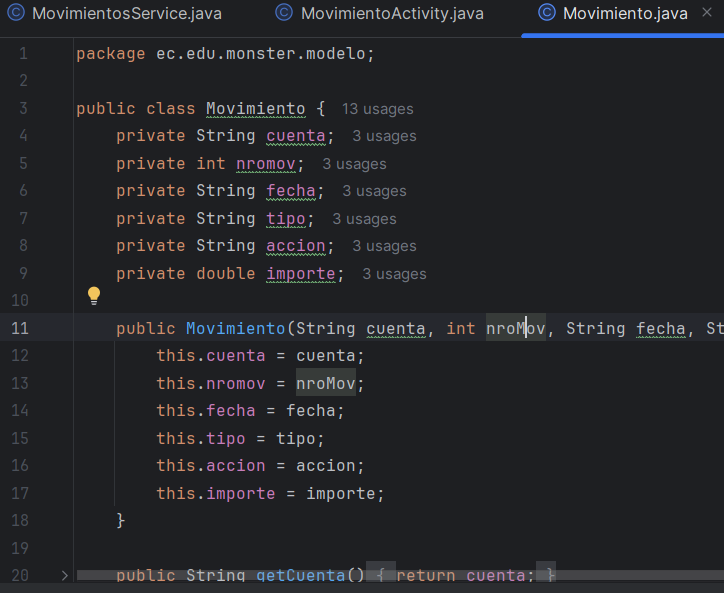 MovimientosService.java MovimientoActivity.java Movimiento.java
1 package ec.edu.monster.modelo;
2
3 public class Movimiento { 13 usages
4 private String cuenta; 3 usages
5 private int nromov; 3 usages
6 private String fecha; 3 usages
7 private String tipo; 3 usages
8 private String accion; 3 usages
9 private double importe; 3 usages
10
11 public Movimiento(String cuenta, int nroMov, String fecha, St
12 this.cuenta = cuenta;
13 this.nromov = nroMov;
14 this.fecha = fecha;
15 this.tipo = tipo;
16 this.accion = accion;
17 this.importe = importe;
18 }
19
20 public String getCuenta() { return cuenta; }